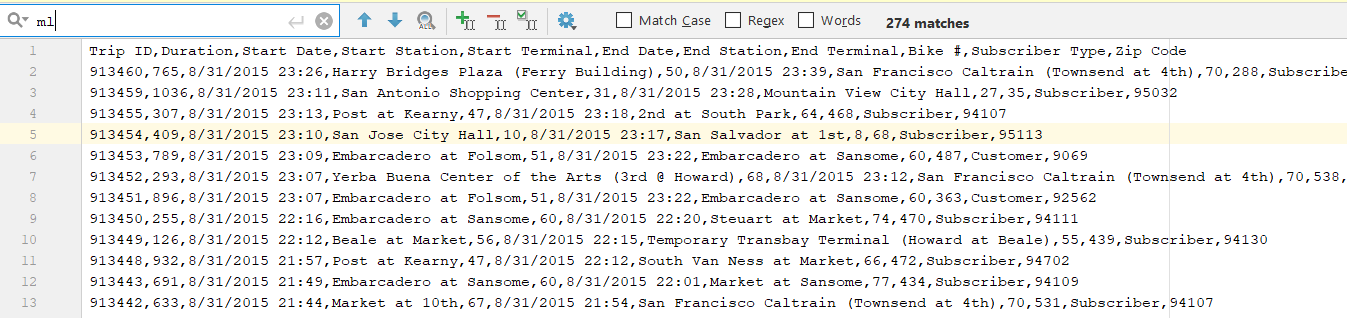 ml
Match Case
Regex
Words
274 matches
1 Trip ID,Duration,Start Date,Start Station,Start Terminal,End Date,End Station,End Terminal,Bike #,Subscriber Type,Zip Code
2 913460,765,8/31/2015 23:26,Harry Bridges Plaza (Ferry Building),50,8/31/2015 23:39,San Francisco Caltrain (Townsend at 4th),70,288,Subscribe
3 913459,1036,8/31/2015 23:11,San Antonio Shopping Center,31,8/31/2015 23:28,Mountain View City Hall,27,35,Subscriber,95032
4 913455,307,8/31/2015 23:13,Post at Kearny,47,8/31/2015 23:18,2nd at South Park,64,468,Subscriber,94107
5 913454,409,8/31/2015 23:10,San Jose City Hall,10,8/31/2015 23:17,San Salvador at 1st,8,68,Subscriber,95113
6 913453,789,8/31/2015 23:09,Embarcadero at Folsom,51,8/31/2015 23:22,Embarcadero at Sansome,60,487,Customer,9069
7 913452,293,8/31/2015 23:07,Yerba Buena Center of the Arts (3rd @ Howard),68,8/31/2015 23:12,San Francisco Caltrain (Townsend at 4th),70,538,
8 913451,896,8/31/2015 23:07,Embarcadero at Folsom,51,8/31/2015 23:22,Embarcadero at Sansome,60,363,Customer,92562
9 913450,255,8/31/2015 22:16,Embarcadero at Sansome,60,8/31/2015 22:20,Steuart at Market,74,470,Subscriber,94111
10 913449,126,8/31/2015 22:12,Beale at Market,56,8/31/2015 22:15,Temporary Transbay Terminal (Howard at Beale),55,439,Subscriber,94130
11 913448,932,8/31/2015 21:57,Post at Kearny,47,8/31/2015 22:12,South Van Ness at Market,66,472,Subscriber,94702
12 913443,691,8/31/2015 21:49,Embarcadero at Sansome,60,8/31/2015 22:01,Market at Sansome,77,434,Subscriber,94109
13 913442,633,8/31/2015 21:44,Market at 10th,67,8/31/2015 21:54,San Francisco Caltrain (Townsend at 4th),70,531,Subscriber,94107